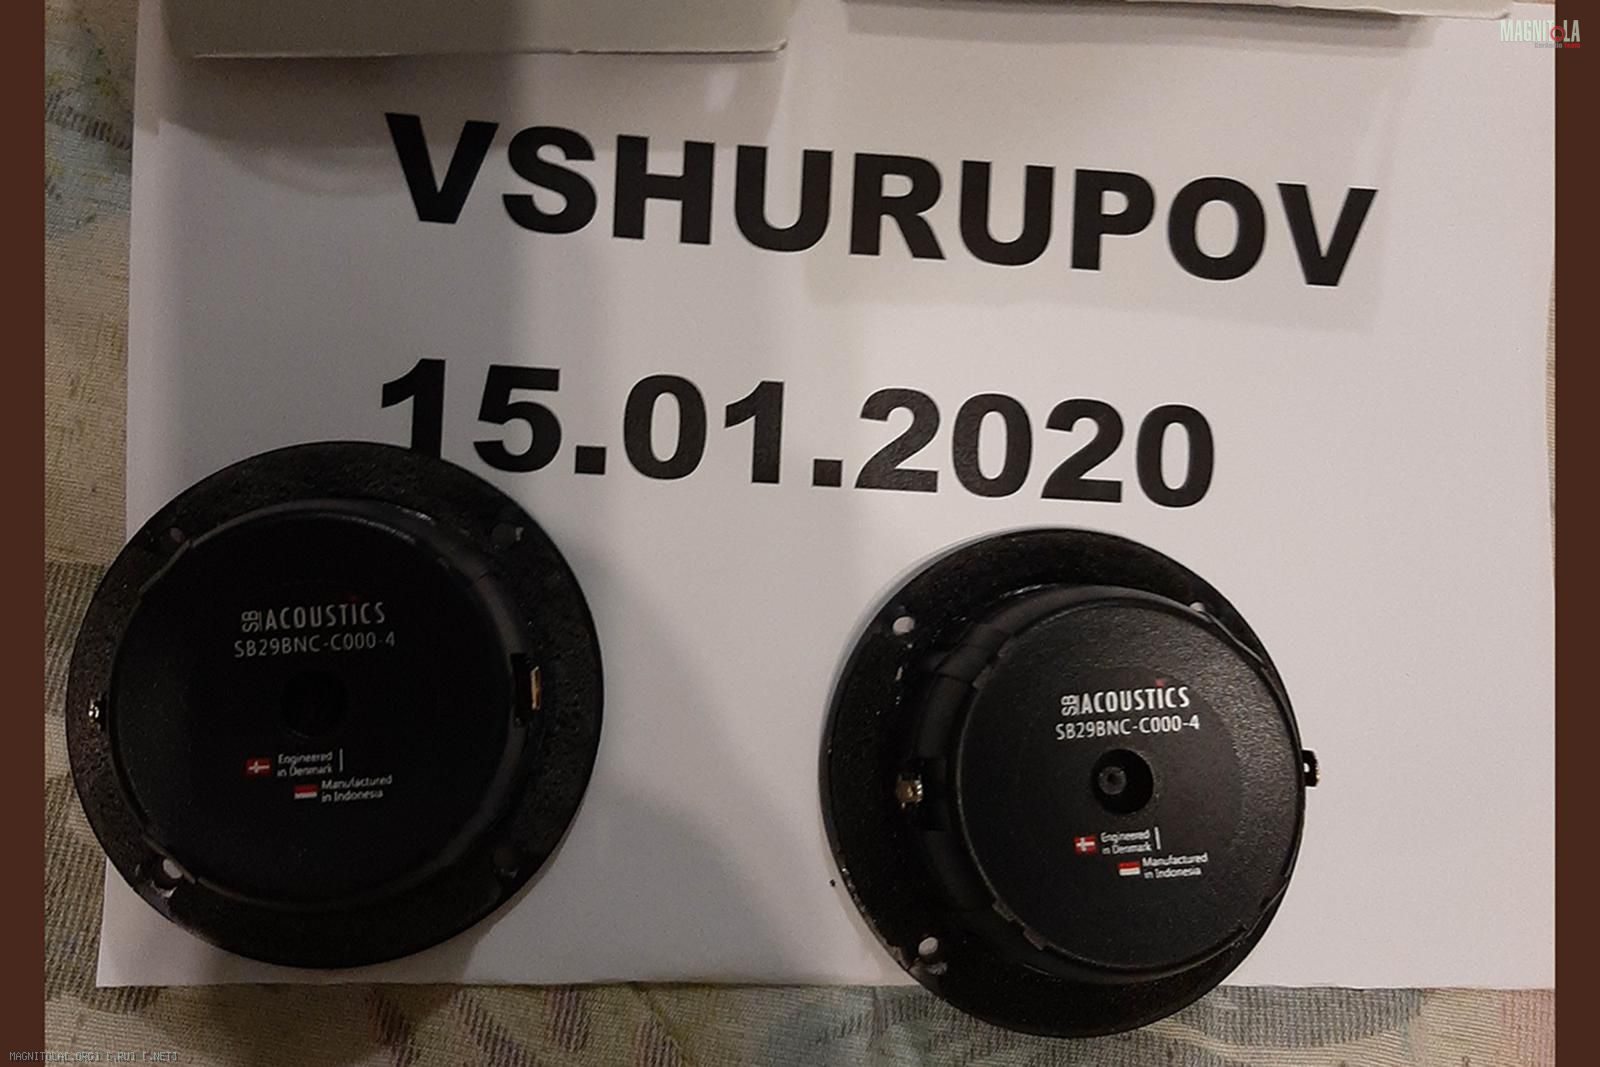 MAGNITOLA
VSHURUPOV
15.01.2020
SB ACOUSTICS
SB29BNC-C000-4
Engineered
in Denmark
Manufactured
in Indonesia
SB ACOUSTICS
SB29BNC-C000-4
Engineered
in Denmark
Manufactured
in Indonesia